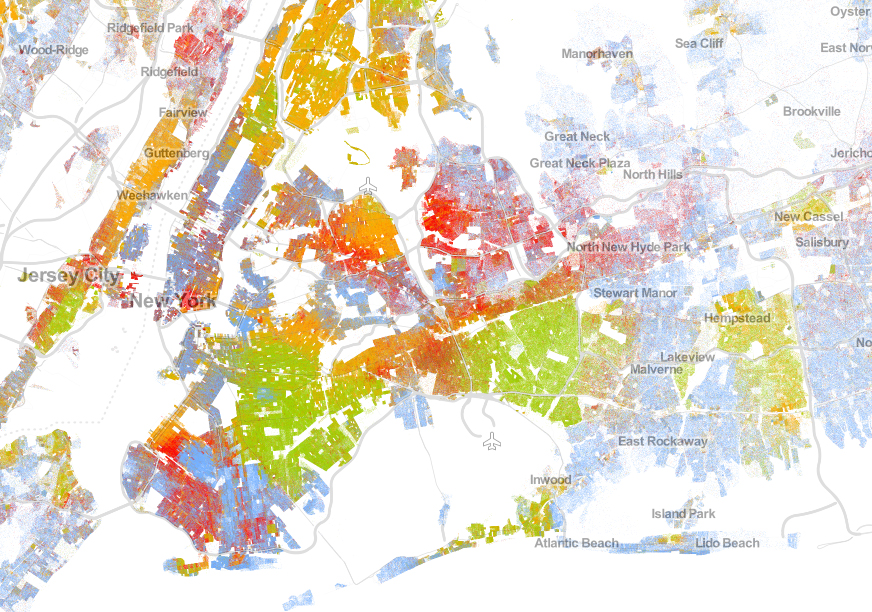 Oyster
Ridgefield Park
Wood-Ridge
Sea Cliff
East Nor
Manorhaven
Ridgefield
Fairview
Brookville
Great Neck
Guttenberg
Jericho
Great Neck Plaza
North Hills
Weehawken
New Cassel
Salisbury
North New Hyde Park
Jersey City
Stewart Manor
New York
Hempstead
No
Lakeview
Malverne
East Rockaway
Inwood
Island Park
Atlantic Beach
Lido Beach